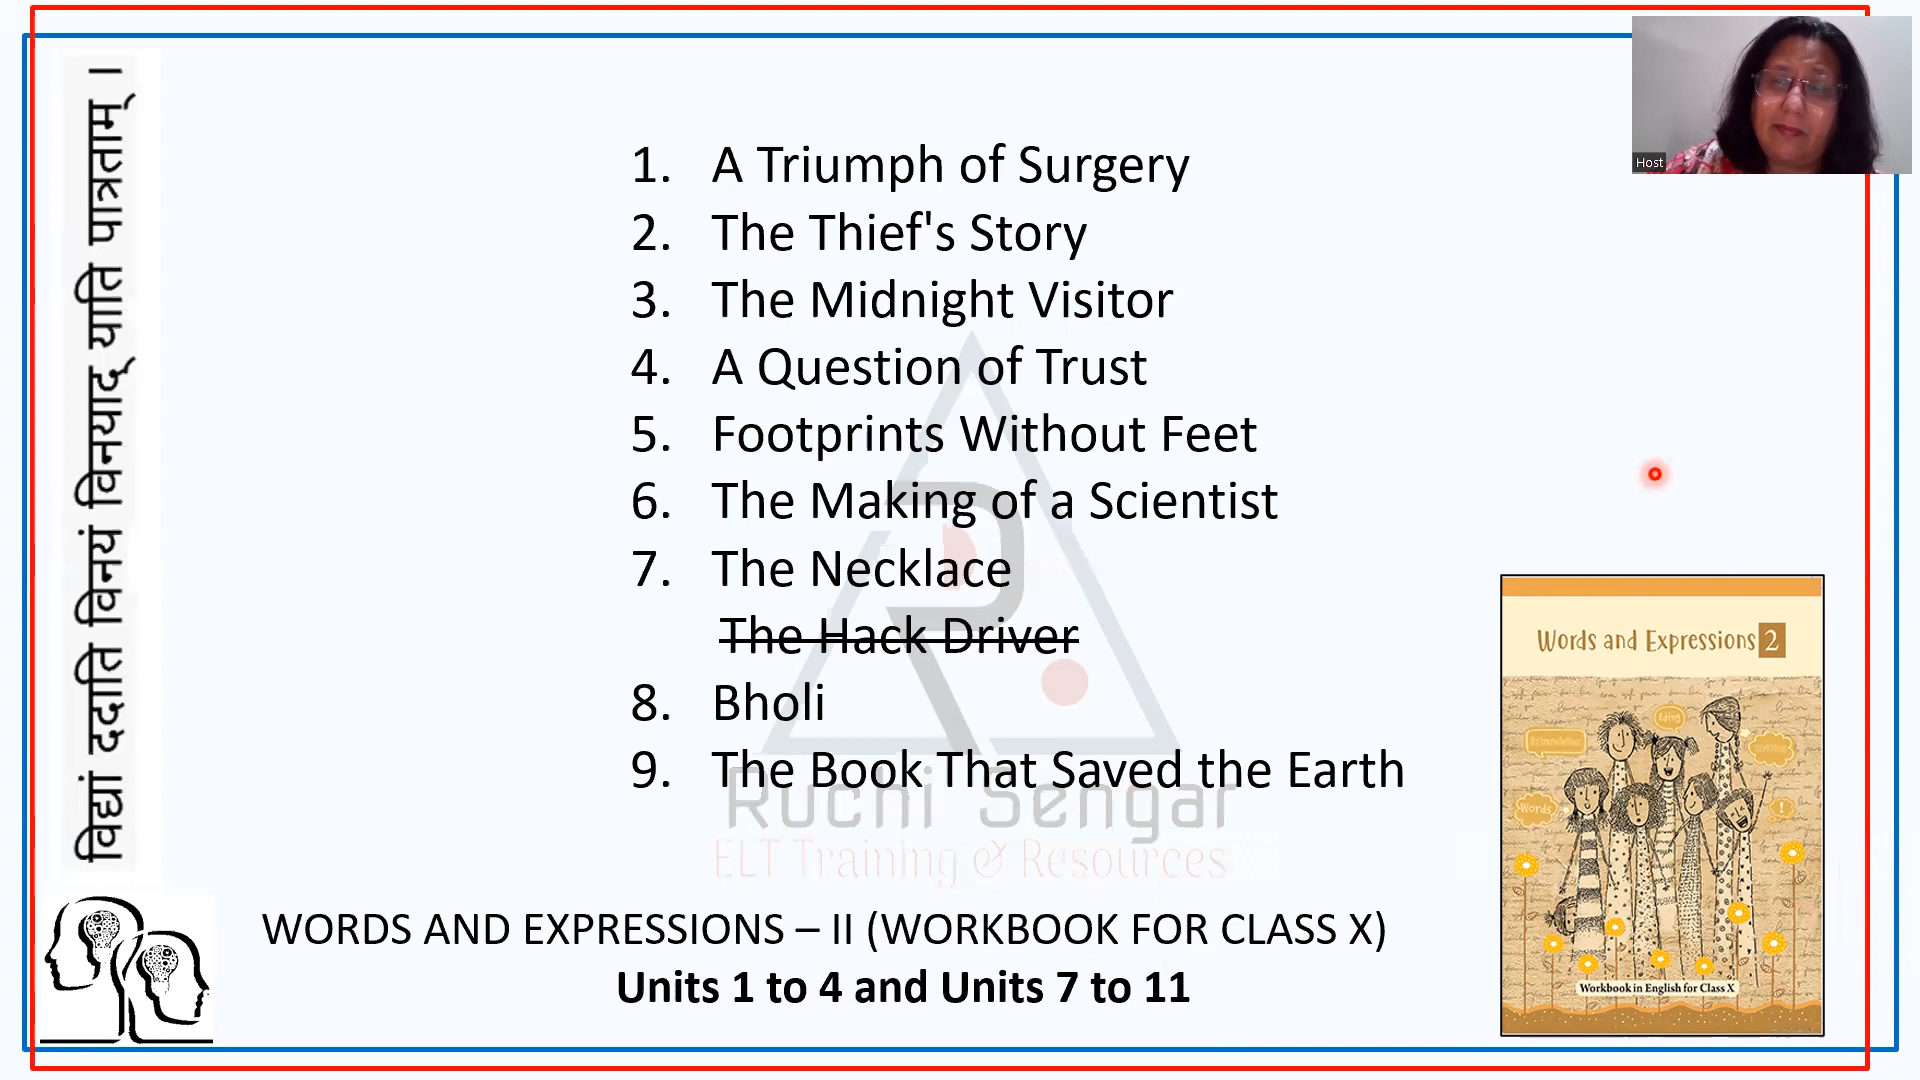 विद्यां ददाति विनयं विनयाद् याति पात्रताम् ।
Host
1. A Triumph of Surgery
2. The Thief's Story
3. The Midnight Visitor
4. A Question of Trust
5. Footprints Without Feet
6. The Making of a Scientist
7. The Necklace
The Hack Driver
8. Bholi
9. The Book That Saved the Earth
Ruchi Sengar
ELT Training & Resources
WORDS AND EXPRESSIONS – II (WORKBOOK FOR CLASS X)
Units 1 to 4 and Units 7 to 11
Words and Expressions 2
Words
!
Workbook in English for Class X